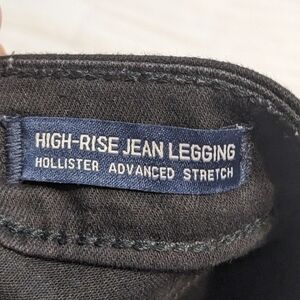 HIGH-RISE JEAN LEGGING
HOLLISTER ADVANCED STRETCH